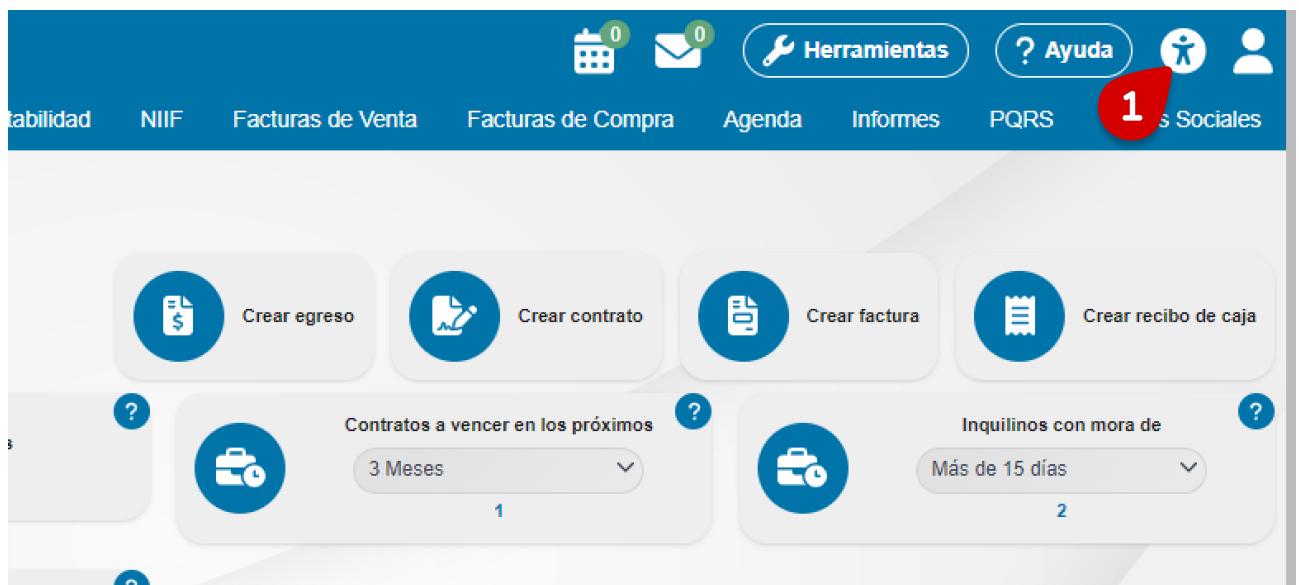 0
0
Herramientas
? Ayuda
tabilidad NIIF Facturas de Venta Facturas de Compra Agenda Informes PQRS s Sociales
1
Crear egreso
Crear contrato
Crear factura
Crear recibo de caja
s
?
Contratos a vencer en los próximos
?
3 Meses
1
Inquilinos con mora de
?
Más de 15 días
2
?